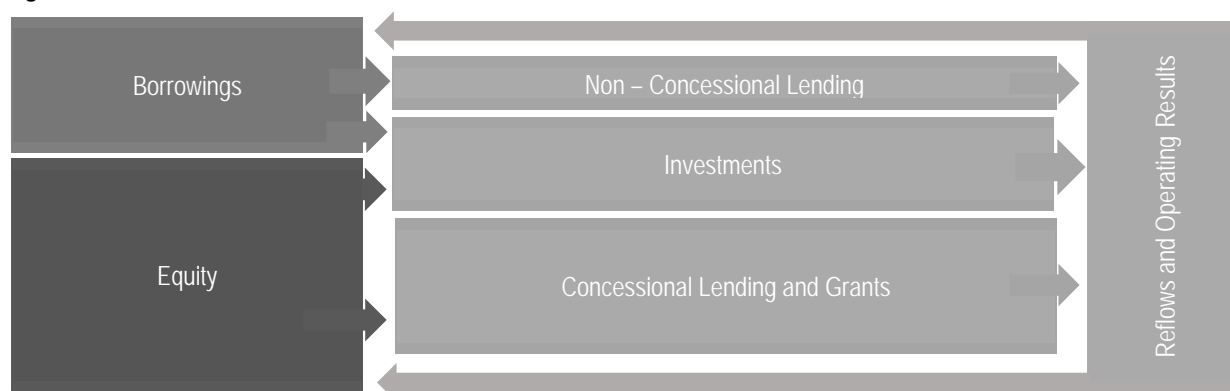 Borrowings
Non – Concessional Lending
Investments
Equity
Concessional Lending and Grants
Reflows and Operating Results